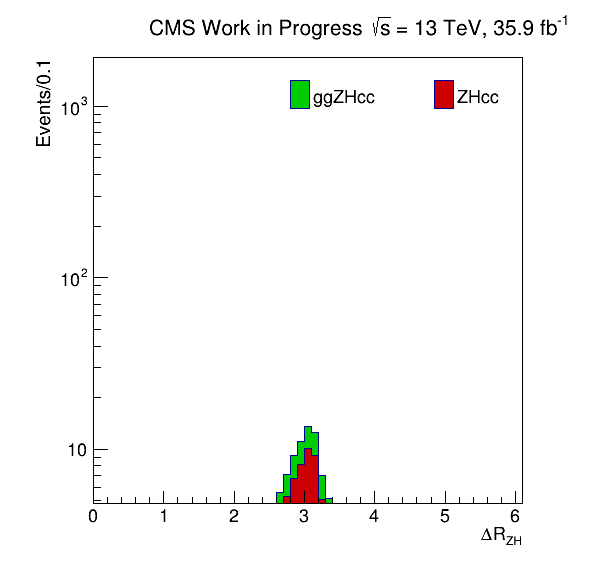 CMS Work in Progress √s = 13 TeV, 35.9 fb⁻¹
Events/0.1
ggZHcc ZHcc
10³
10²
10
0 1 2 3 4 5 6
ΔR_ZH